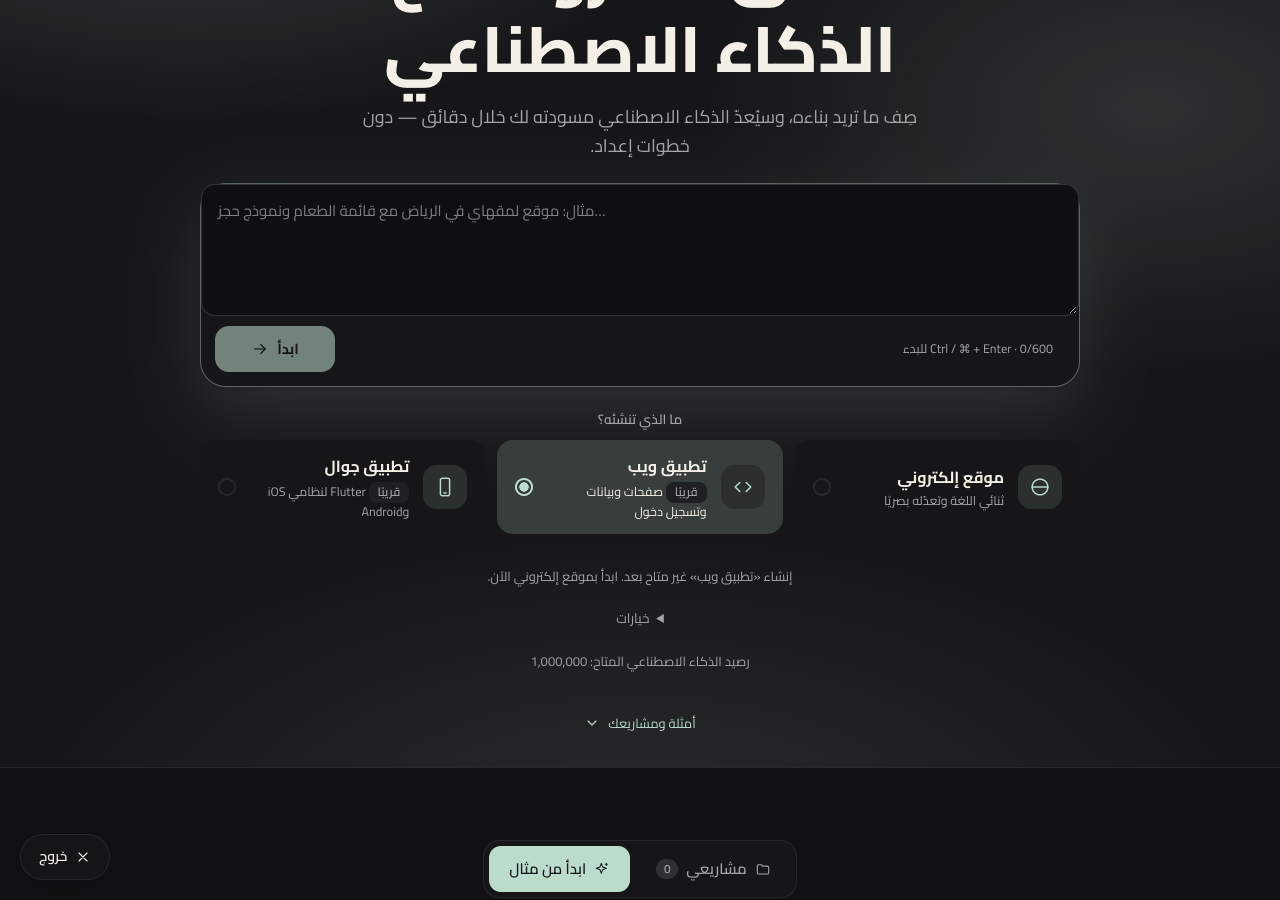 الذكاء الاصطناعي
صِف ما تريد بناءه، وسيُعدّ الذكاء الاصطناعي مسودته لك خلال دقائق — دون
خطوات إعداد.
مثال: موقع لمقهاي في الرياض مع قائمة الطعام ونموذج حجز...
0/600 · Ctrl / ⌘ + Enter للبدء
ابدأ
ما الذي تنشئه؟
موقع إلكتروني
ثنائي اللغة وتعدّله بصريًا
تطبيق ويب
قريبًا صفحات وبيانات
وتسجيل دخول
تطبيق جوال
قريبًا Flutter لنظامي iOS
وAndroid
إنشاء «تطبيق ويب» غير متاح بعد. ابدأ بموقع إلكتروني الآن.
خيارات
رصيد الذكاء الاصطناعي المتاح: 1,000,000
أمثلة ومشاريعك
مشاريعي 0
ابدأ من مثال
خروج